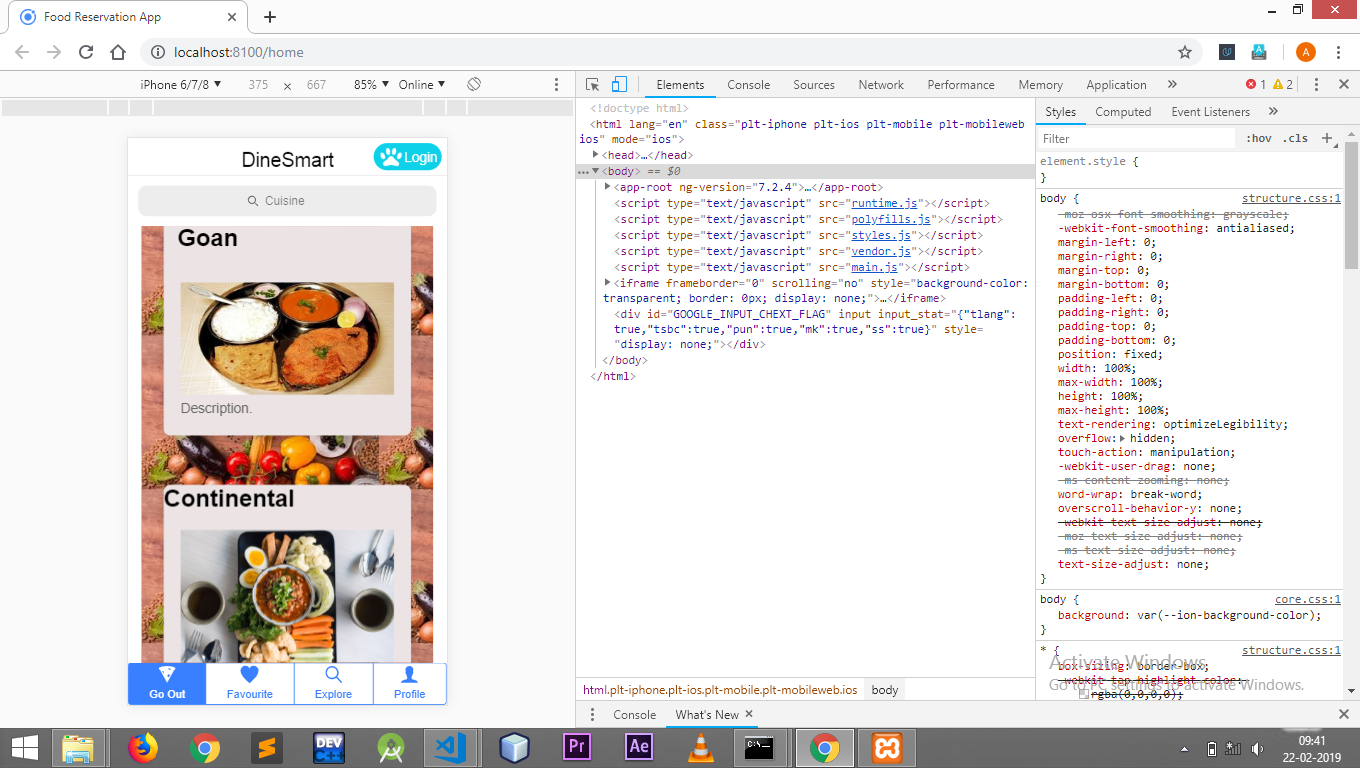 Food Reservation App
localhost:8100/home
A
iPhone 6/7/8 ▼ 375 × 667 85% ▼ Online ▼
Elements Console Sources Network Performance Memory Application » 1 2
DineSmart
Login
Cuisine
Goan
Description.
Continental
Go Out
Favourite
Explore
Profile
<!doctype html>
<html lang="en" class="plt-iphone plt-ios plt-mobile plt-mobileweb
ios" mode="ios">
▶<head>…</head>
…▼<body> == $0
▶<app-root ng-version="7.2.4">…</app-root>
<script type="text/javascript" src="runtime.js"></script>
<script type="text/javascript" src="polyfills.js"></script>
<script type="text/javascript" src="styles.js"></script>
<script type="text/javascript" src="vendor.js"></script>
<script type="text/javascript" src="main.js"></script>
▶<iframe frameborder="0" scrolling="no" style="background-color:
transparent; border: 0px; display: none;">…</iframe>
<div id="GOOGLE_INPUT_CHEXT_FLAG" input input_stat="{"tlang":
true,"tsbc":true,"pun":true,"mk":true,"ss":true}" style=
"display: none;"></div>
</body>
</html>
html.plt-iphone.plt-ios.plt-mobile.plt-mobileweb.ios body
Console What's New ×
Styles Computed Event Listeners »
Filter :hov .cls +
element.style {
}
body { structure.css:1
-moz-osx-font-smoothing: grayscale;
-webkit-font-smoothing: antialiased;
margin-left: 0;
margin-right: 0;
margin-top: 0;
margin-bottom: 0;
padding-left: 0;
padding-right: 0;
padding-top: 0;
padding-bottom: 0;
position: fixed;
width: 100%;
max-width: 100%;
height: 100%;
max-height: 100%;
text-rendering: optimizeLegibility;
overflow:▶hidden;
touch-action: manipulation;
-webkit-user-drag: none;
-ms-content-zooming: none;
word-wrap: break-word;
overscroll-behavior-y: none;
-webkit-text-size-adjust: none;
-moz-text-size-adjust: none;
-ms-text-size-adjust: none;
text-size-adjust: none;
}
body { core.css:1
background: var(--ion-background-color);
}
* { structure.css:1
box-sizing: border-box;
-webkit-tap-highlight-color:
rgba(0,0,0,0);
Activate Windows
Go to PC settings to activate Windows.
DEV
C++
Pr
Ae
C:\
09:41
22-02-2019